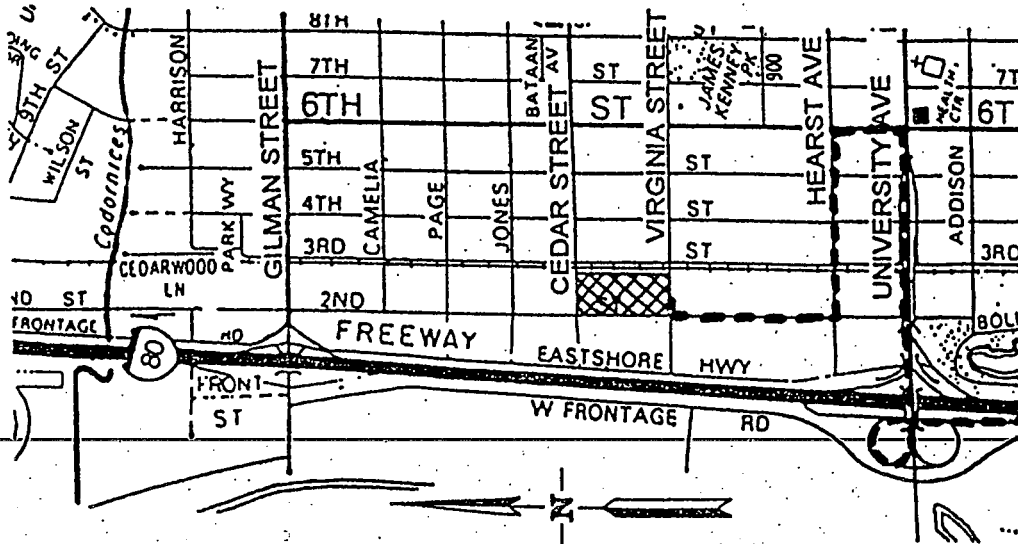 8TH
7TH
ST
6TH
ST
5TH
ST
4TH
ST
3RD
ST
2ND
HARRISON
GILMAN STREET
CAMELIA
PAGE
JONES
BATAAN
AV
CEDAR STREET
VIRGINIA STREET
JAMES
KENNEY
PK
900
HEARST AVE
UNIVERSITY AVE
HEALTH
CTR
6T
ADDISON
3RD
9TH ST
WILSON
ST
Codornices
PARK WY
CEDARWOOD
LN
ND ST
FRONTAGE
RD
80
FREEWAY
EASTSHORE
HWY
FRONT
ST
W FRONTAGE
RD
N